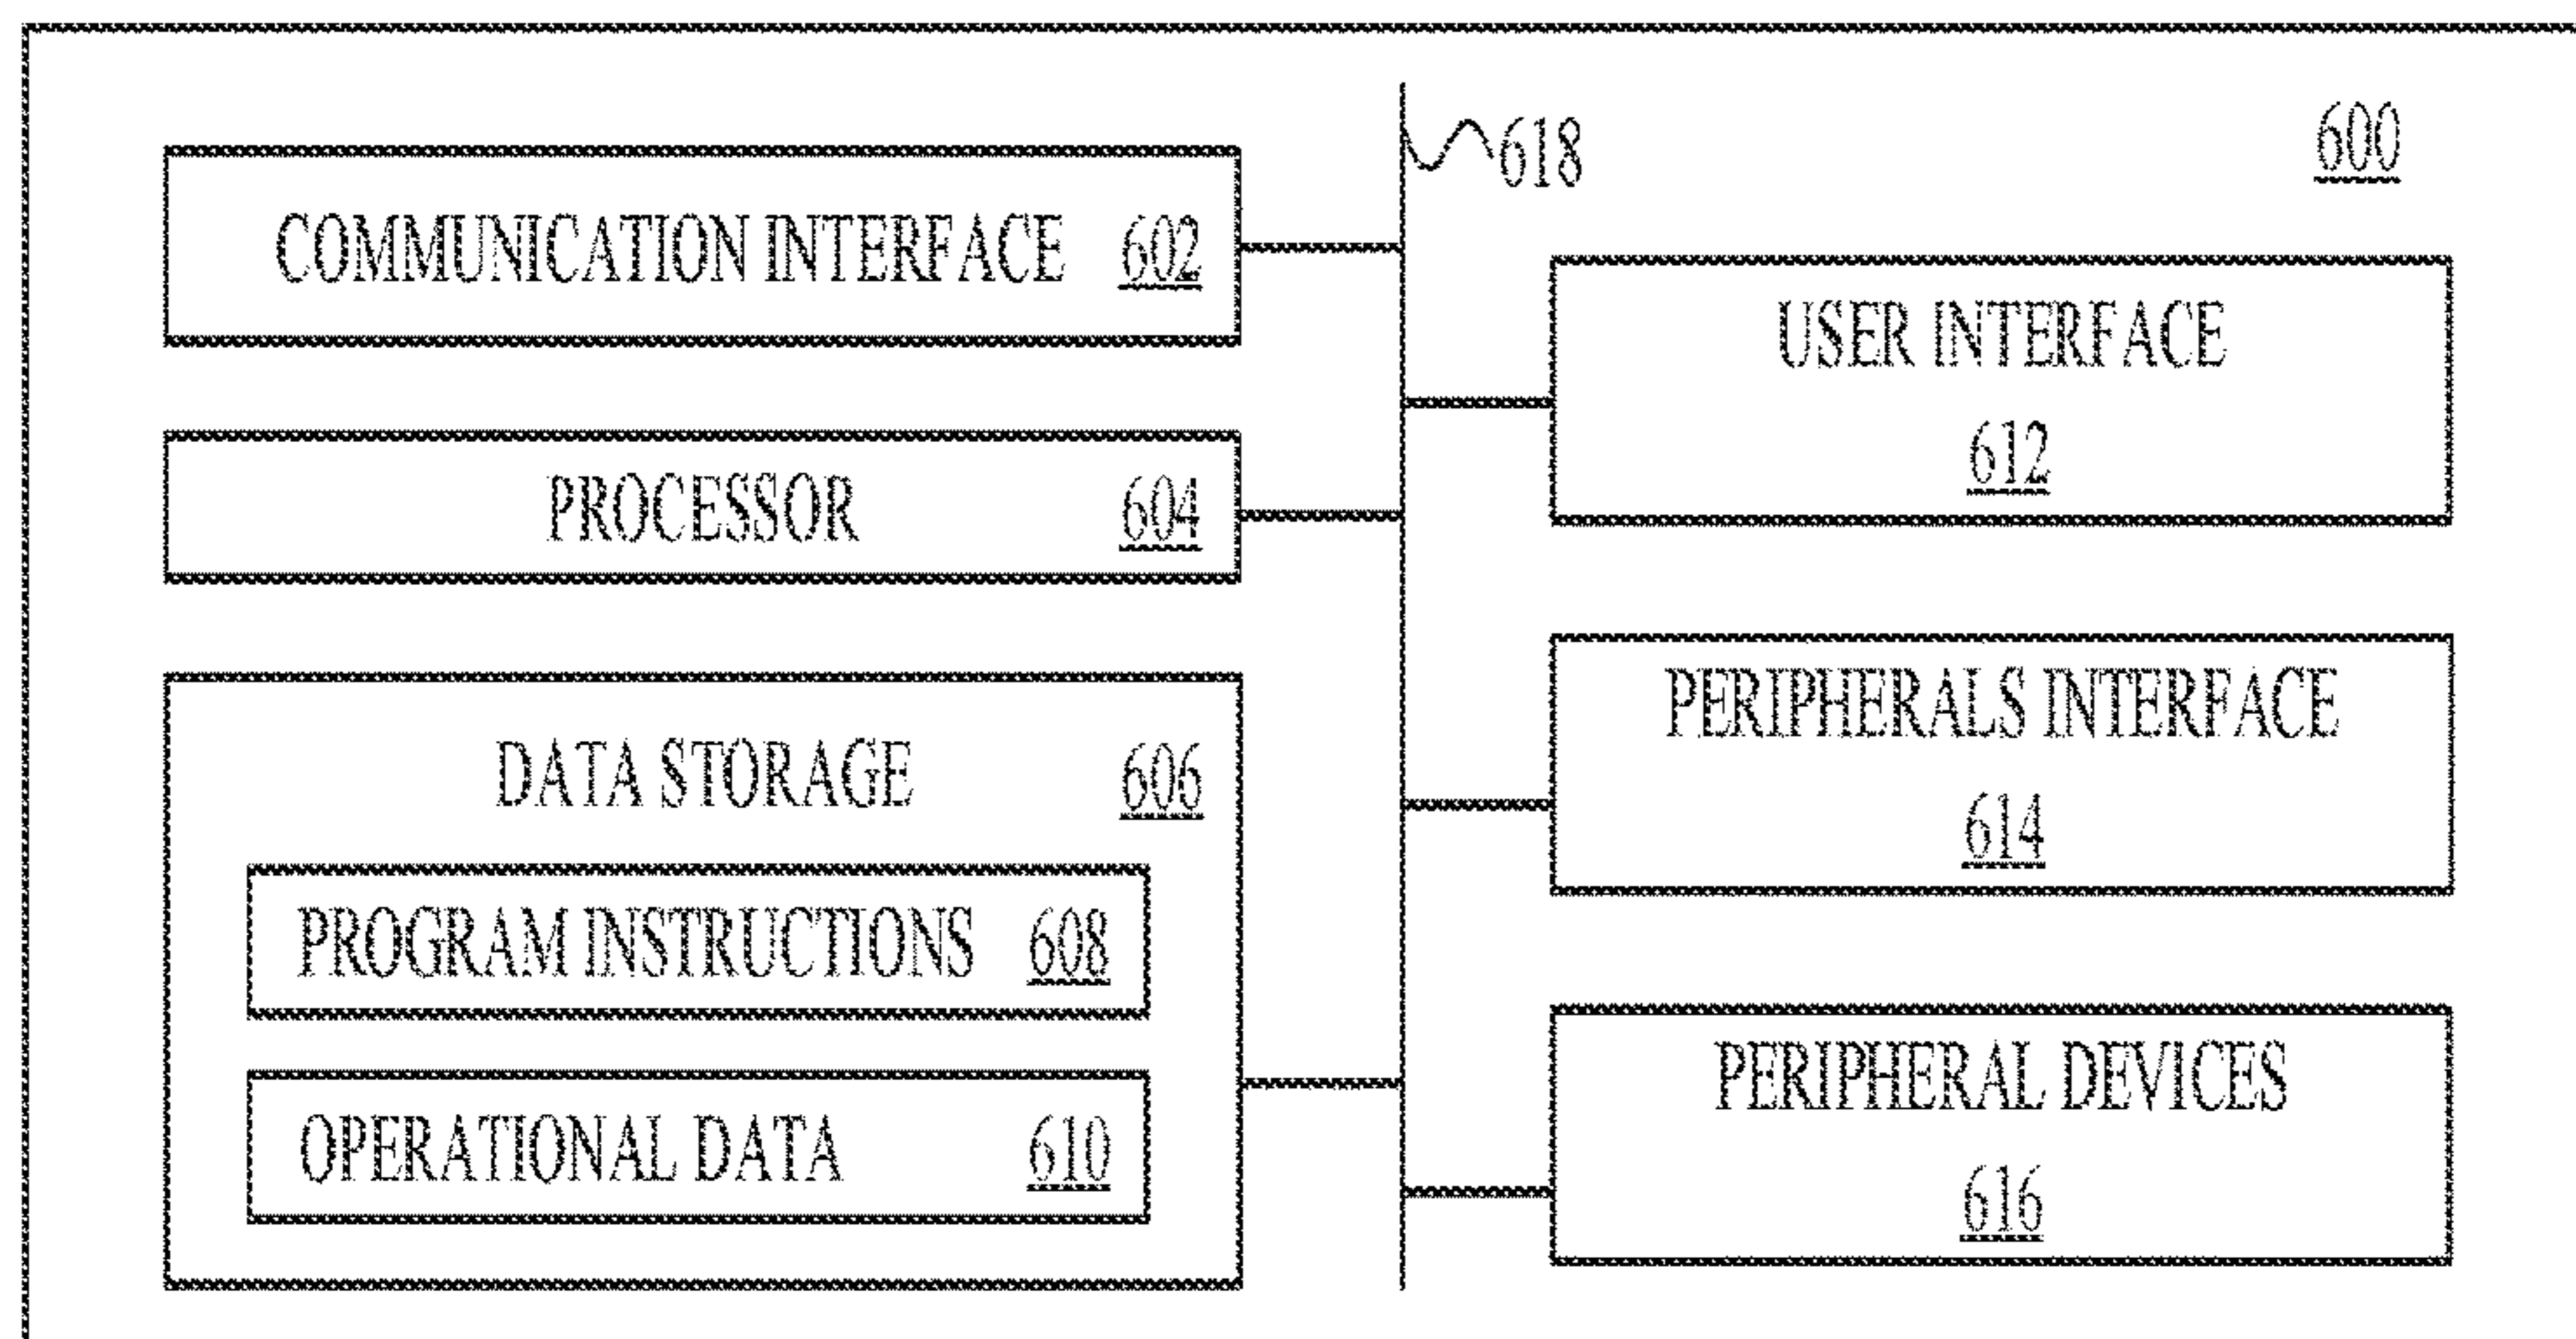 618
600
COMMUNICATION INTERFACE 602
USER INTERFACE
612
PROCESSOR 604
PERIPHERALS INTERFACE
614
DATA STORAGE 606
PROGRAM INSTRUCTIONS 608
OPERATIONAL DATA 610
PERIPHERAL DEVICES
616